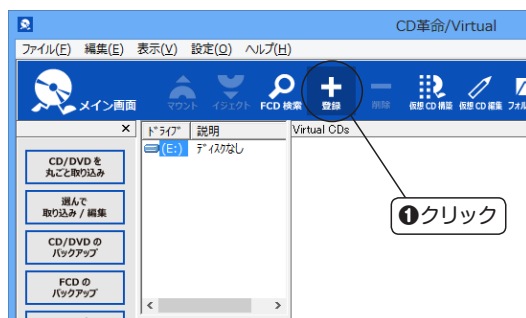 CD革命/Virtual
ファイル(F) 編集(E) 表示(V) 設定(O) ヘルプ(H)
メイン画面
マウント イジェクト FCD 検索 登録 削除 仮想 CD 構築 仮想 CD 編集 フォル
× ドライブ 説明 Virtual CDs
(E:) ディスクなし
CD/DVD を
丸ごと取り込み
選んで
取り込み / 編集
❶クリック
CD/DVD の
バックアップ
FCD の
バックアップ